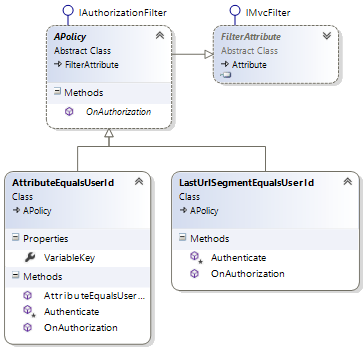 IAuthorizationFilter
IMvcFilter
APolicy
Abstract Class
FilterAttribute
Methods
OnAuthorization
FilterAttribute
Abstract Class
Attribute
AttributeEqualsUserId
Class
APolicy
Properties
VariableKey
Methods
AttributeEqualsUser...
Authenticate
OnAuthorization
LastUrlSegmentEqualsUserId
Class
APolicy
Methods
Authenticate
OnAuthorization